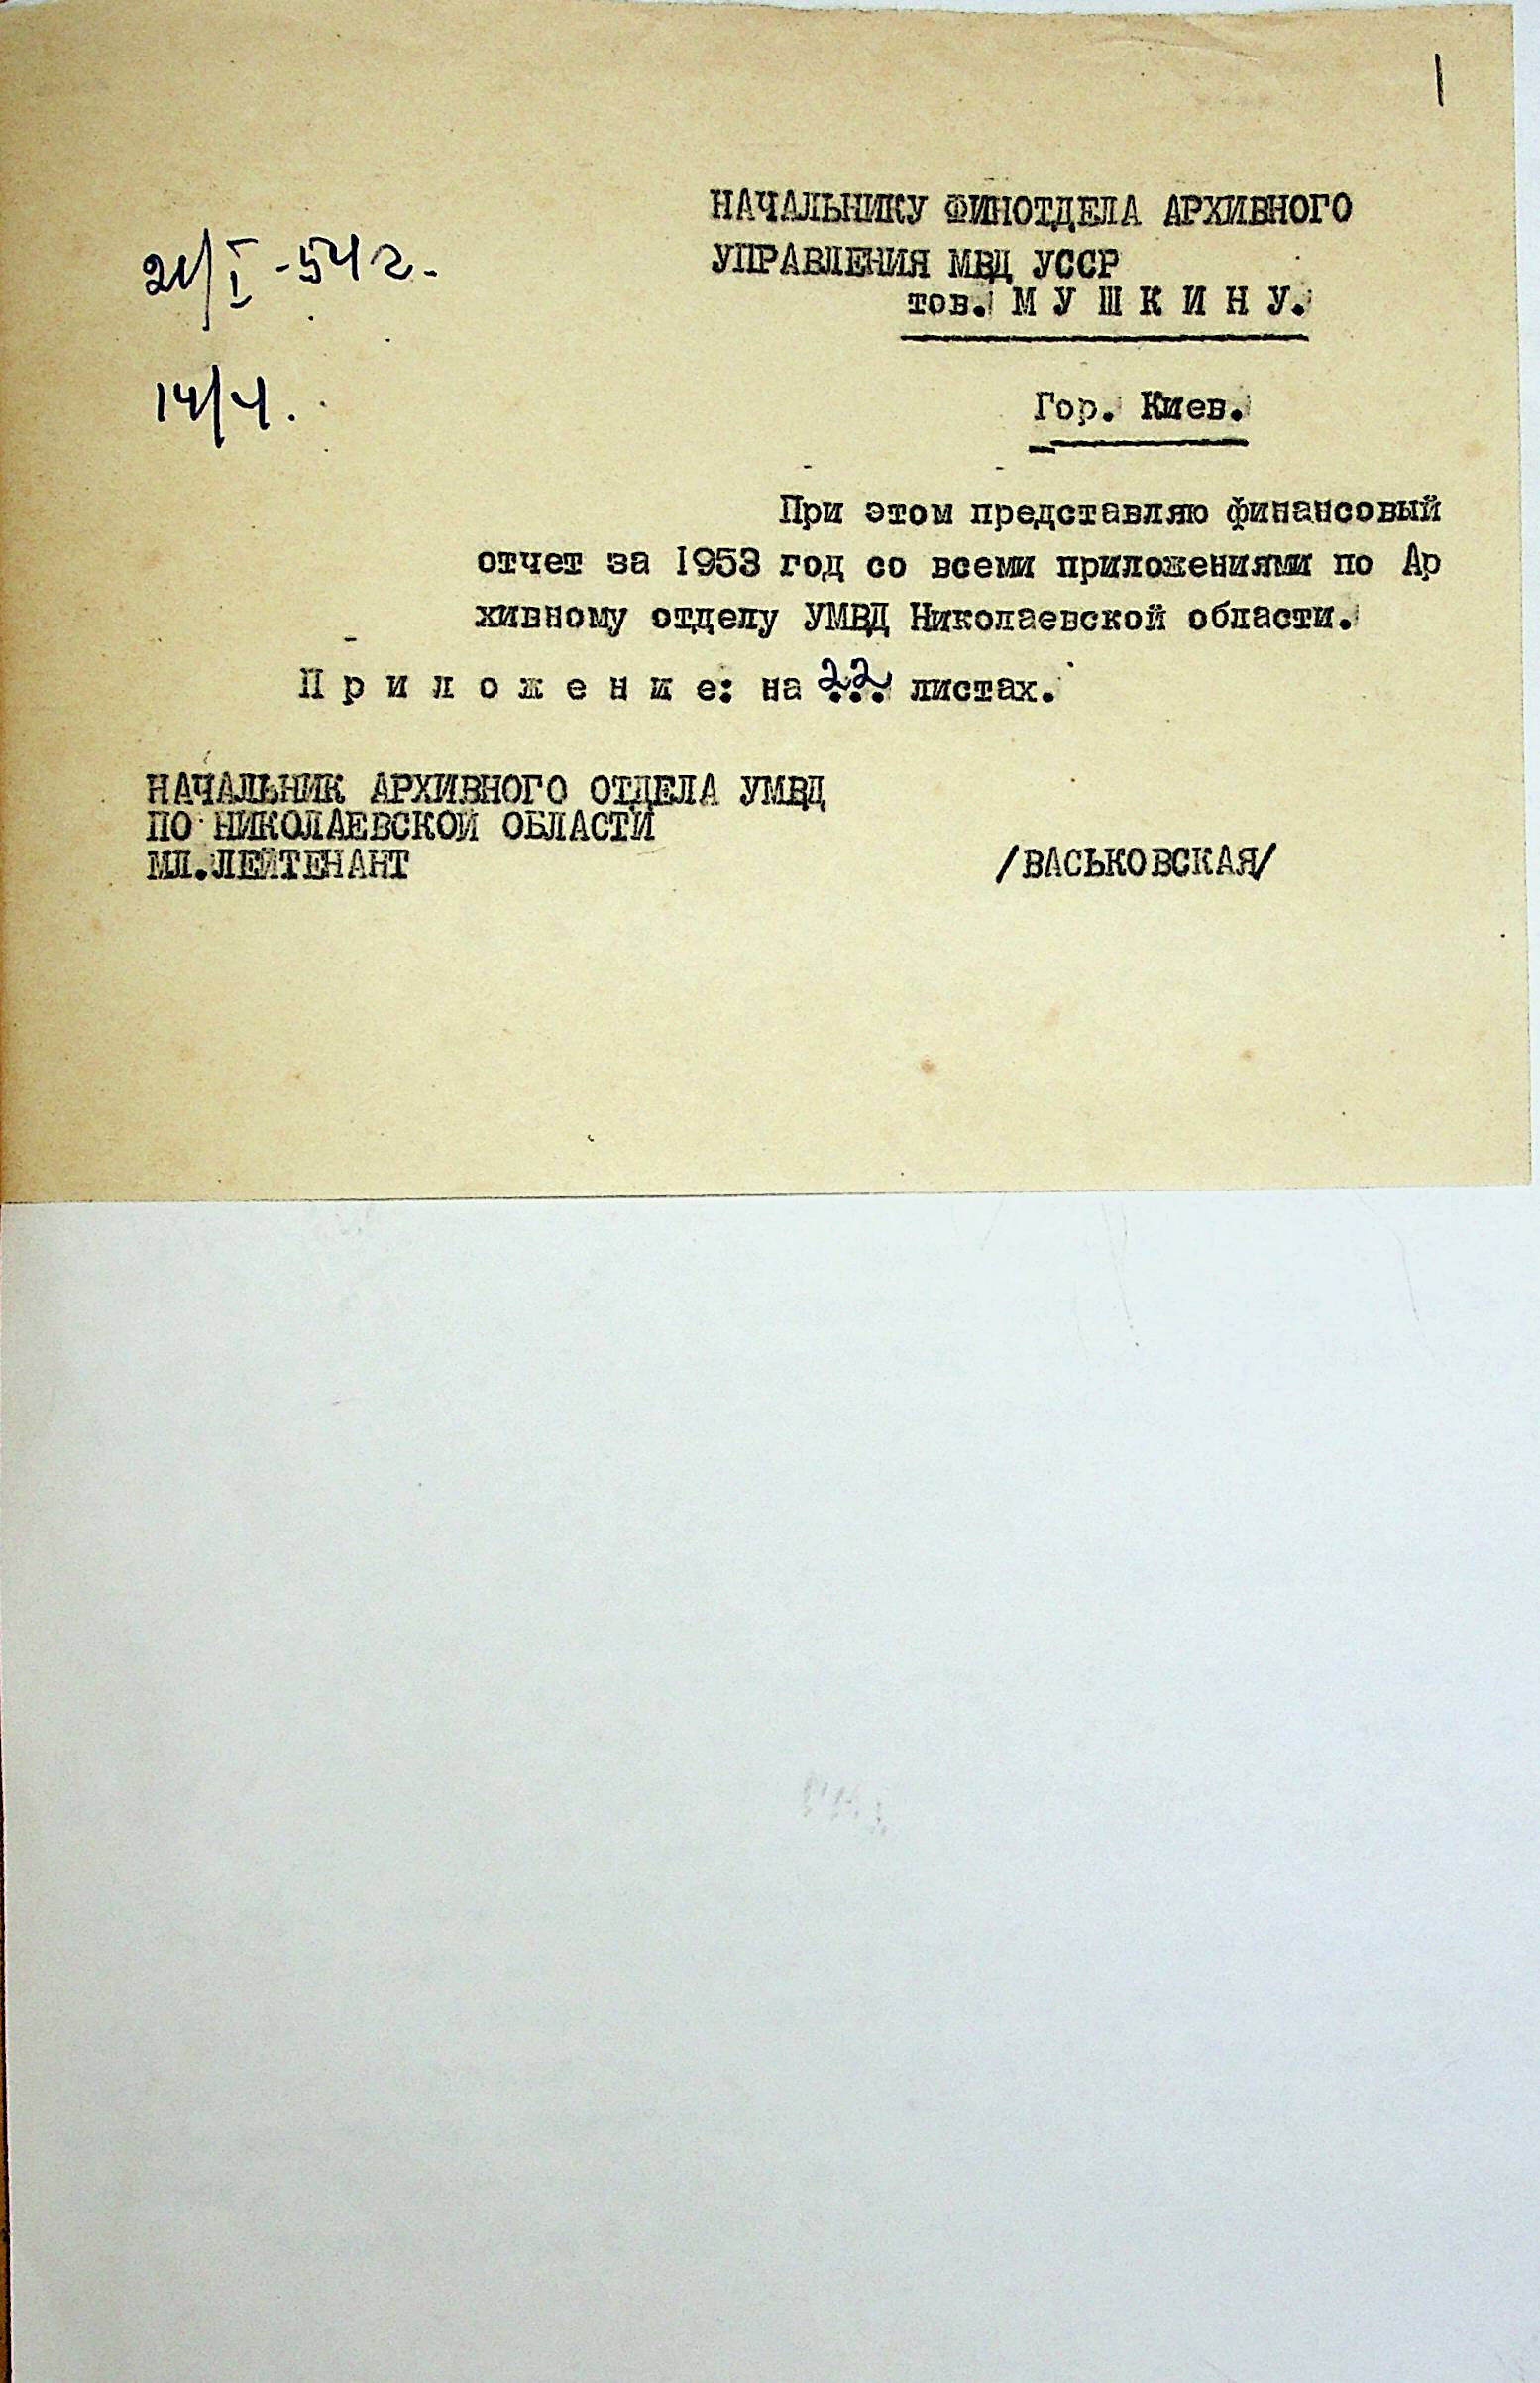 1
НАЧАЛЬНИКУ ФИНОТДЕЛА АРХИВНОГО
УПРАВЛЕНИЯ МВД УССР
тов. М У Ш К И Н У.
21/I -54 г.
14/4.
Гор. Киев.
При этом представляю финансовый
отчет за 1953 год со всеми приложениями по Ар
хивному отделу УМВД Николаевской области.
П р и л о ж е н и е: на 22 листах.
НАЧАЛЬНИК АРХИВНОГО ОТДЕЛА УМВД
ПО НИКОЛАЕВСКОЙ ОБЛАСТИ
МЛ.ЛЕЙТЕНАНТ /ВАСЬКОВСКАЯ/